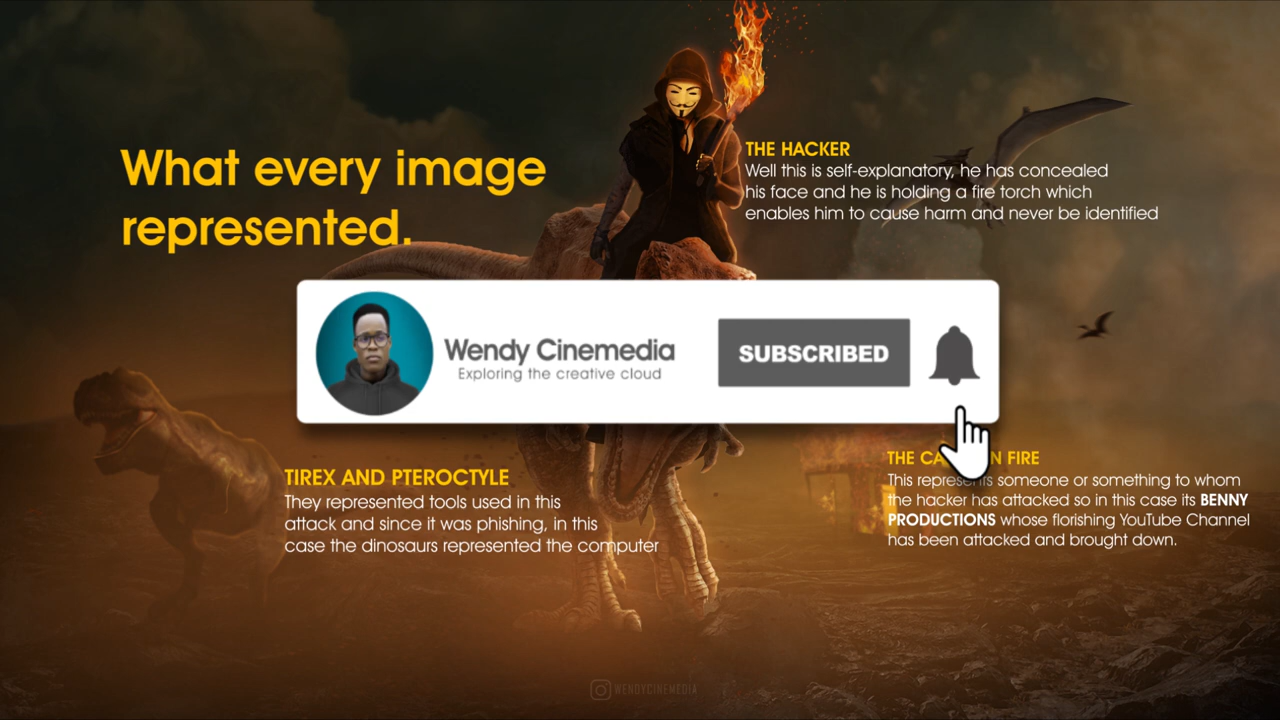 What every image
represented.
THE HACKER
Well this is self-explanatory, he has concealed
his face and he is holding a fire torch which
enables him to cause harm and never be identified
Wendy Cinemedia
Exploring the creative cloud
SUBSCRIBED
TIREX AND PTEROCTYLE
They represented tools used in this
attack and since it was phishing, in this
case the dinosaurs represented the computer
THE FIRE
This represents someone or something to whom
the hacker has attacked so in this case its BENNY
PRODUCTIONS whose florishing YouTube Channel
has been attacked and brought down.
WENDYCINEMEDIA